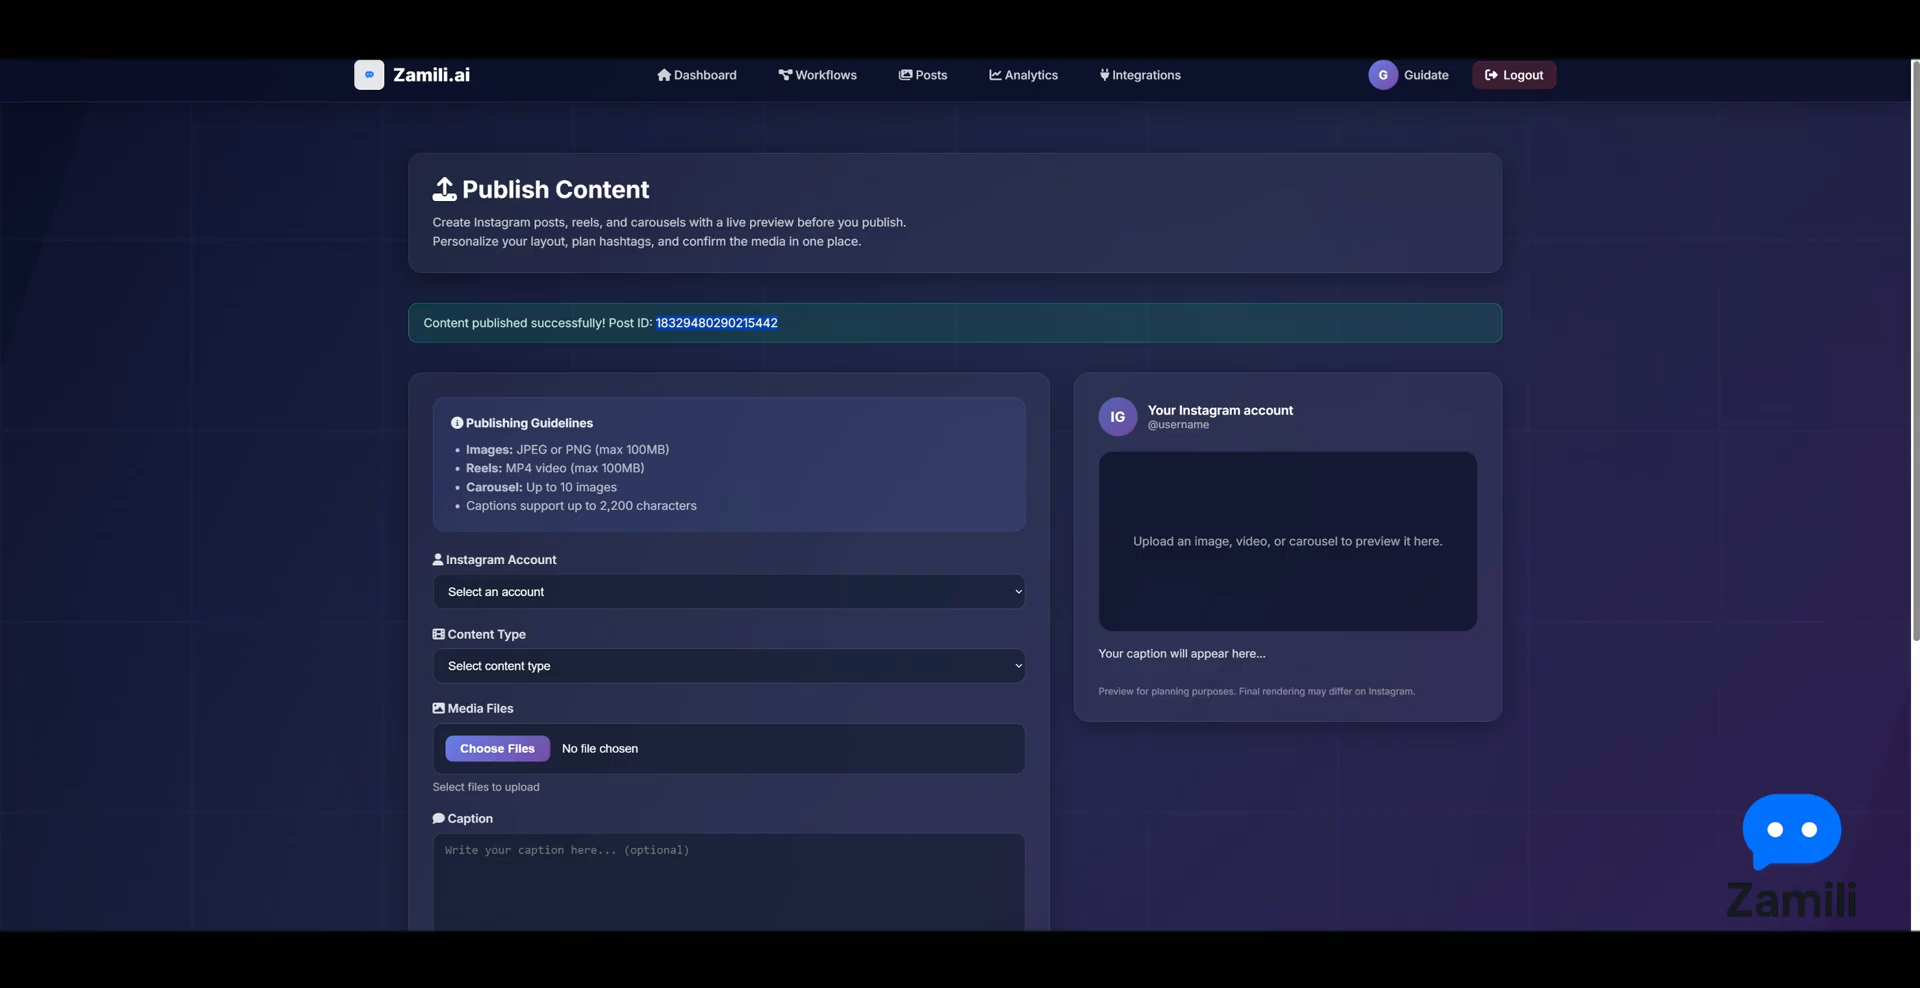 Zamili.ai
Dashboard
Workflows
Posts
Analytics
Integrations
G
Guidate
Logout
Publish Content
Create Instagram posts, reels, and carousels with a live preview before you publish.
Personalize your layout, plan hashtags, and confirm the media in one place.
Content published successfully! Post ID: 18329480290215442
Publishing Guidelines
• Images: JPEG or PNG (max 100MB)
• Reels: MP4 video (max 100MB)
• Carousel: Up to 10 images
• Captions support up to 2,200 characters
Instagram Account
Select an account
Content Type
Select content type
Media Files
Choose Files
No file chosen
Select files to upload
Caption
Write your caption here... (optional)
IG
Your Instagram account
@username
Upload an image, video, or carousel to preview it here.
Your caption will appear here...
Preview for planning purposes. Final rendering may differ on Instagram.
Zamili